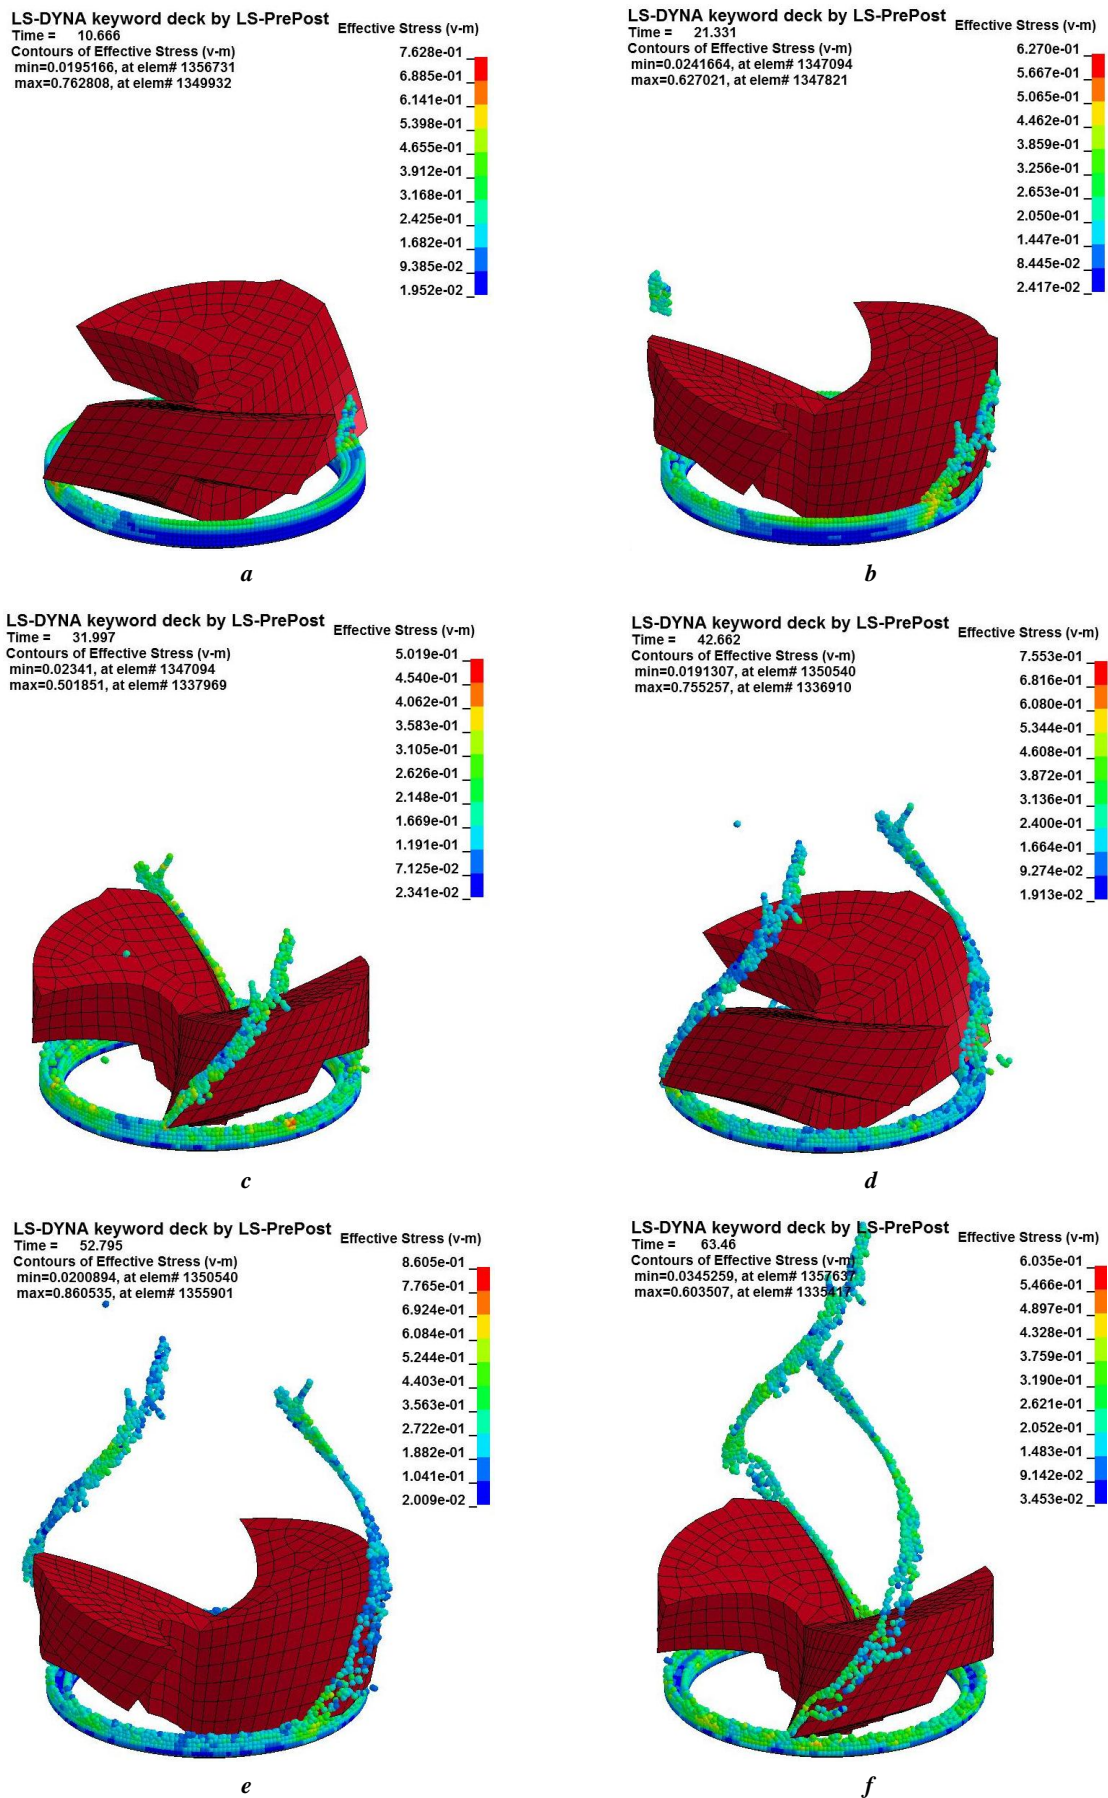 LS-DYNA keyword deck by LS-PrePost
Time = 10.666
Contours of Effective Stress (v-m)
min=0.0195166, at elem# 1356731
max=0.762808, at elem# 1349932
Effective Stress (v-m)
7.628e-01
6.885e-01
6.141e-01
5.398e-01
4.655e-01
3.912e-01
3.168e-01
2.425e-01
1.682e-01
9.385e-02
1.952e-02
a
LS-DYNA keyword deck by LS-PrePost
Time = 21.331
Contours of Effective Stress (v-m)
min=0.0241664, at elem# 1347094
max=0.627021, at elem# 1347821
Effective Stress (v-m)
6.270e-01
5.667e-01
5.065e-01
4.462e-01
3.859e-01
3.256e-01
2.653e-01
2.050e-01
1.447e-01
8.445e-02
2.417e-02
b
LS-DYNA keyword deck by LS-PrePost
Time = 31.997
Contours of Effective Stress (v-m)
min=0.02341, at elem# 1347094
max=0.501851, at elem# 1337969
Effective Stress (v-m)
5.019e-01
4.540e-01
4.062e-01
3.583e-01
3.105e-01
2.626e-01
2.148e-01
1.669e-01
1.191e-01
7.125e-02
2.341e-02
c
LS-DYNA keyword deck by LS-PrePost
Time = 42.662
Contours of Effective Stress (v-m)
min=0.0191307, at elem# 1350540
max=0.755257, at elem# 1336910
Effective Stress (v-m)
7.553e-01
6.816e-01
6.080e-01
5.344e-01
4.608e-01
3.872e-01
3.136e-01
2.400e-01
1.664e-01
9.274e-02
1.913e-02
d
LS-DYNA keyword deck by LS-PrePost
Time = 52.795
Contours of Effective Stress (v-m)
min=0.0200894, at elem# 1350540
max=0.860535, at elem# 1355901
Effective Stress (v-m)
8.605e-01
7.765e-01
6.924e-01
6.084e-01
5.244e-01
4.403e-01
3.563e-01
2.722e-01
1.882e-01
1.041e-01
2.009e-02
e
LS-DYNA keyword deck by LS-PrePost
Time = 63.46
Contours of Effective Stress (v-m)
min=0.0345259, at elem# 1357637
max=0.603507, at elem# 1335417
Effective Stress (v-m)
6.035e-01
5.466e-01
4.897e-01
4.328e-01
3.759e-01
3.190e-01
2.621e-01
2.052e-01
1.483e-01
9.142e-02
3.453e-02
f